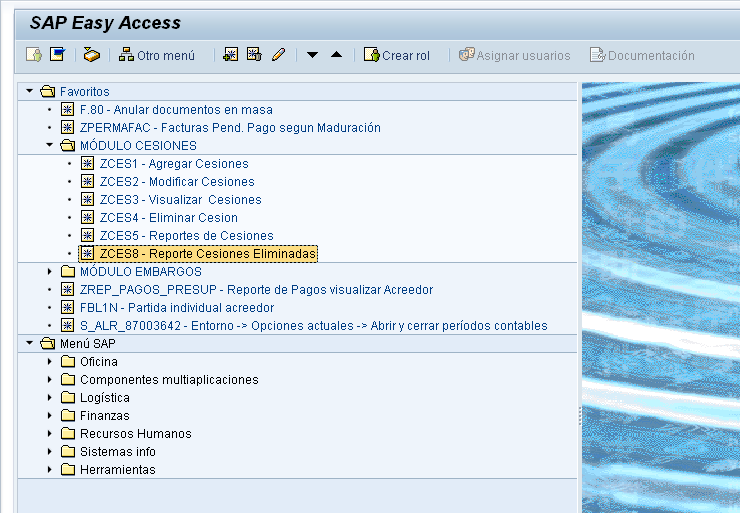 SAP Easy Access
Otro menú Crear rol Asignar usuarios Documentación
Favoritos
F.80 - Anular documentos en masa
ZPERMAFAC - Facturas Pend. Pago segun Maduración
MÓDULO CESIONES
ZCES1 - Agregar Cesiones
ZCES2 - Modificar Cesiones
ZCES3 - Visualizar  Cesiones
ZCES4 - Eliminar Cesion
ZCES5 - Reportes de Cesiones
ZCES8 - Reporte Cesiones Eliminadas
MÓDULO EMBARGOS
ZREP_PAGOS_PRESUP - Reporte de Pagos visualizar Acreedor
FBL1N - Partida individual acreedor
S_ALR_87003642 - Entorno -> Opciones actuales -> Abrir y cerrar períodos contables
Menú SAP
Oficina
Componentes multiaplicaciones
Logística
Finanzas
Recursos Humanos
Sistemas info
Herramientas